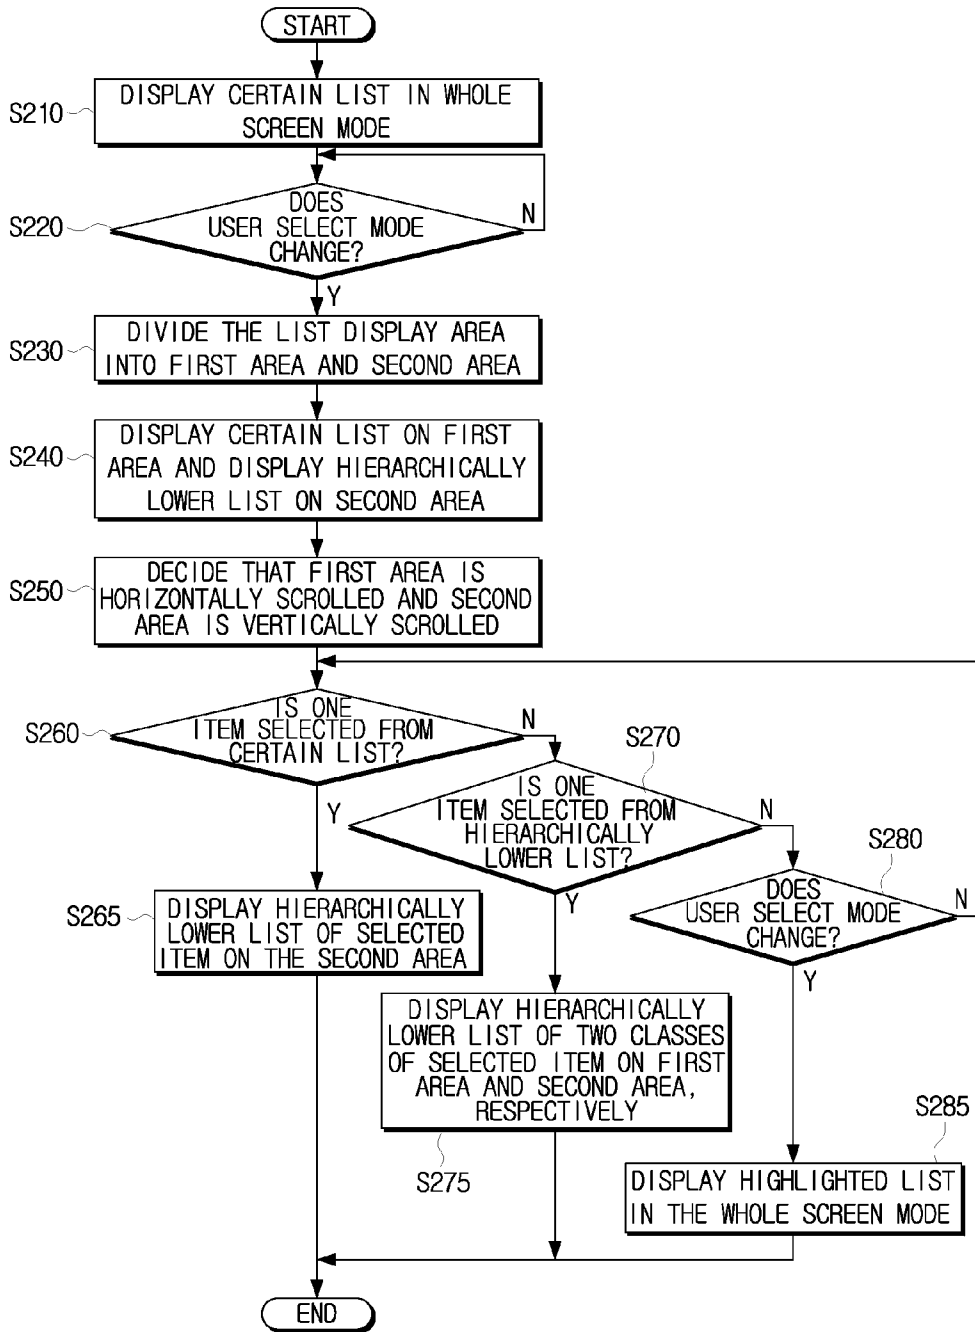 START
S210
DISPLAY CERTAIN LIST IN WHOLE
SCREEN MODE
S220
DOES
USER SELECT MODE
CHANGE?
N
Y
S230
DIVIDE THE LIST DISPLAY AREA
INTO FIRST AREA AND SECOND AREA
S240
DISPLAY CERTAIN LIST ON FIRST
AREA AND DISPLAY HIERARCHICALLY
LOWER LIST ON SECOND AREA
S250
DECIDE THAT FIRST AREA IS
HORIZONTALLY SCROLLED AND SECOND
AREA IS VERTICALLY SCROLLED
S260
IS ONE
ITEM SELECTED FROM
CERTAIN LIST?
N
Y
S270
IS ONE
ITEM SELECTED FROM
HIERARCHICALLY
LOWER LIST?
N
Y
S280
DOES
USER SELECT MODE
CHANGE?
N
Y
S265
DISPLAY HIERARCHICALLY
LOWER LIST OF SELECTED
ITEM ON THE SECOND AREA
DISPLAY HIERARCHICALLY
LOWER LIST OF TWO CLASSES
OF SELECTED ITEM ON FIRST
AREA AND SECOND AREA,
RESPECTIVELY
S275
S285
DISPLAY HIGHLIGHTED LIST
IN THE WHOLE SCREEN MODE
END